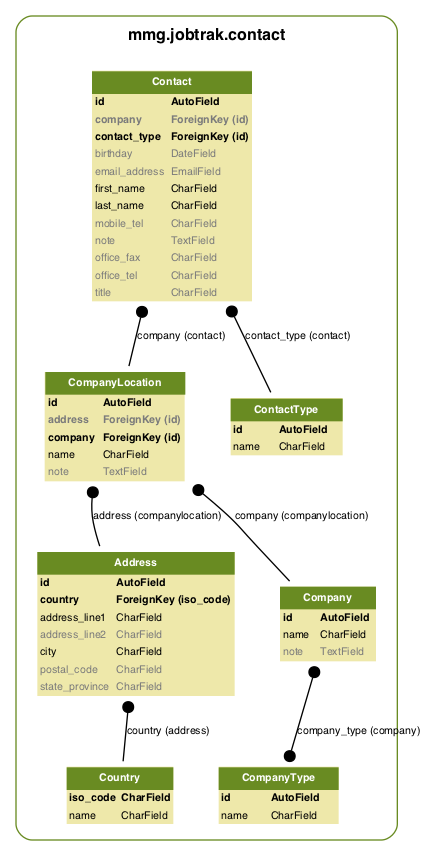 mmg.jobtrak.contact
Contact
id AutoField
company ForeignKey (id)
contact_type ForeignKey (id)
birthday DateField
email_address EmailField
first_name CharField
last_name CharField
mobile_tel CharField
note TextField
office_fax CharField
office_tel CharField
title CharField
company (contact)
contact_type (contact)
CompanyLocation
id AutoField
address ForeignKey (id)
company ForeignKey (id)
name CharField
note TextField
ContactType
id AutoField
name CharField
address (companylocation)
company (companylocation)
Address
id AutoField
country ForeignKey (iso_code)
address_line1 CharField
address_line2 CharField
city CharField
postal_code CharField
state_province CharField
Company
id AutoField
name CharField
note TextField
country (address)
company_type (company)
Country
iso_code CharField
name CharField
CompanyType
id AutoField
name CharField